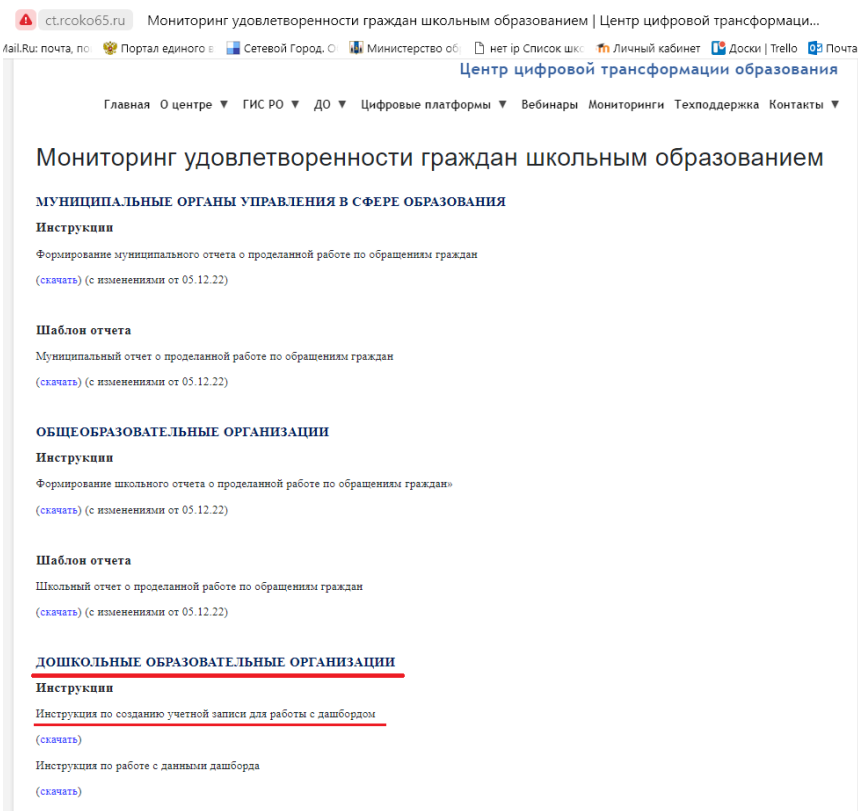 ct.rcoko65.ru Мониторинг удовлетворенности граждан школьным образованием | Центр цифровой трансформаци...
Mail.Ru: почта, по Портал единого Сетевой Город. О Министерство об нет ip Список шк Личный кабинет Доски | Trello Почта
Центр цифровой трансформации образования
Главная О центре ▼ ГИС РО ▼ ДО ▼ Цифровые платформы ▼ Вебинары Мониторинги Техподдержка Контакты ▼
Мониторинг удовлетворенности граждан школьным образованием
МУНИЦИПАЛЬНЫЕ ОРГАНЫ УПРАВЛЕНИЯ В СФЕРЕ ОБРАЗОВАНИЯ
Инструкции
Формирование муниципального отчета о проделанной работе по обращениям граждан
(скачать) (с изменениями от 05.12.22)
Шаблон отчета
Муниципальный отчет о проделанной работе по обращениям граждан
(скачать) (с изменениями от 05.12.22)
ОБЩЕОБРАЗОВАТЕЛЬНЫЕ ОРГАНИЗАЦИИ
Инструкции
Формирование школьного отчета о проделанной работе по обращениям граждан»
(скачать) (с изменениями от 05.12.22)
Шаблон отчета
Школьный отчет о проделанной работе по обращениям граждан
(скачать) (с изменениями от 05.12.22)
ДОШКОЛЬНЫЕ ОБРАЗОВАТЕЛЬНЫЕ ОРГАНИЗАЦИИ
Инструкции
Инструкция по созданию учетной записи для работы с дашбордом
(скачать)
Инструкция по работе с данными дашборда
(скачать)